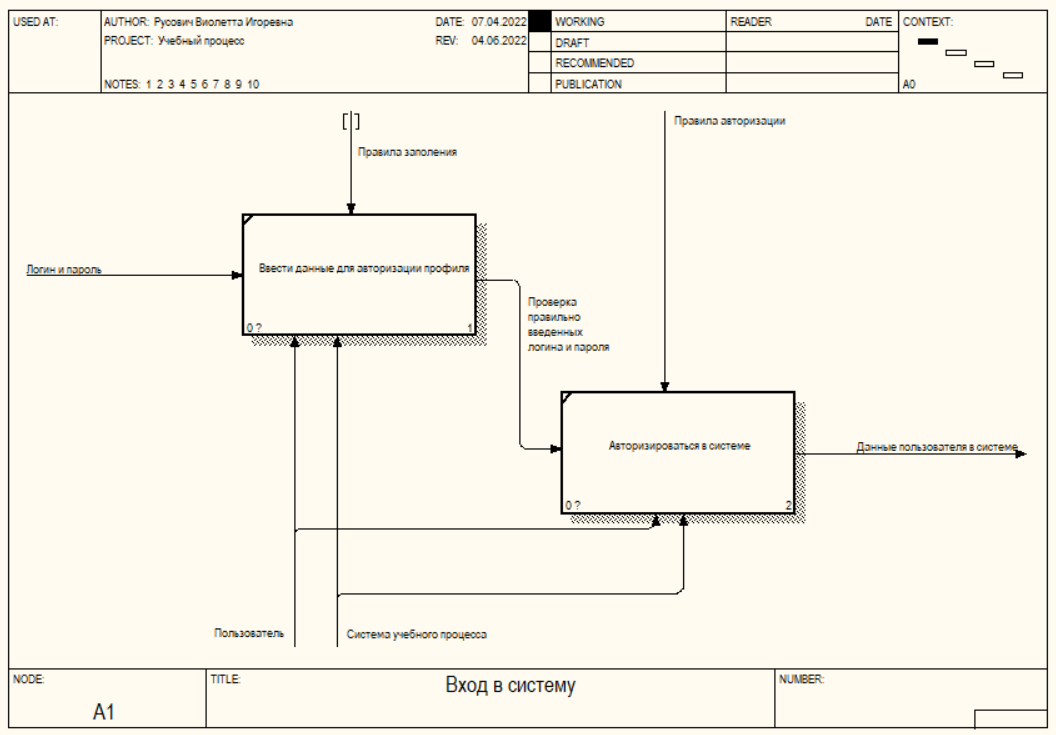 USED AT:
AUTHOR: Русович Виолетта Игоревна
DATE: 07.04.2022
WORKING
READER
DATE
CONTEXT:
PROJECT: Учебный процесс
REV: 04.06.2022
DRAFT
RECOMMENDED
NOTES: 1 2 3 4 5 6 7 8 9 10
PUBLICATION
A0
Правила авторизации
Правила заполения
Логин и пароль
Ввести данные для авторизации профиля
0 ?
1
Проверка
правильно
введенных
логина и пароля
Авторизироваться в системе
Данные пользователя в системе
0 ?
2
Пользователь
Система учебного процесса
NODE:
TITLE:
NUMBER:
Вход в систему
A1